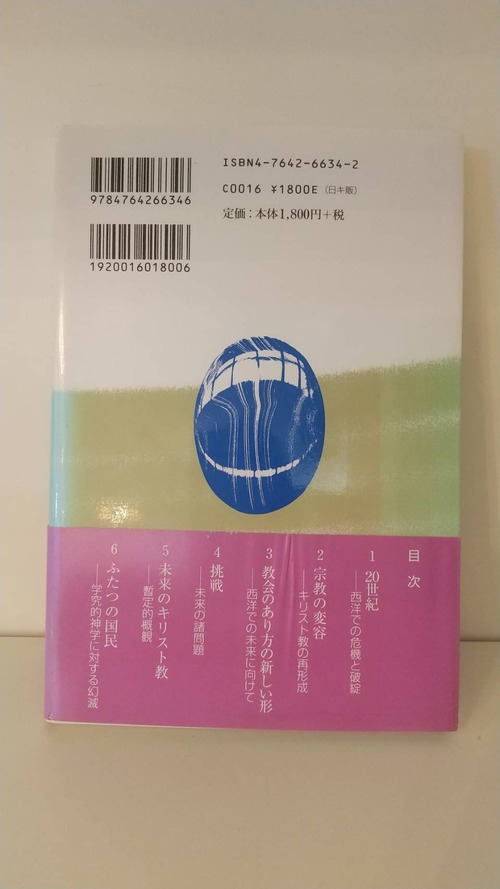 ISBN4-7642-6634-2
C0016 ¥1800E (日キ販)
定価：本体1,800円+税
9784764266346
1920016018006
目次
1 20世紀
――西洋での危機と破綻
2 宗教の変容
――キリスト教の再形成
3 教会のあり方の新しい形
――西洋での未来に向けて
4 挑戦
――未来の諸問題
5 未来のキリスト教
――暫定的概観
6 ふたつの国民
――学究的神学に対する幻滅